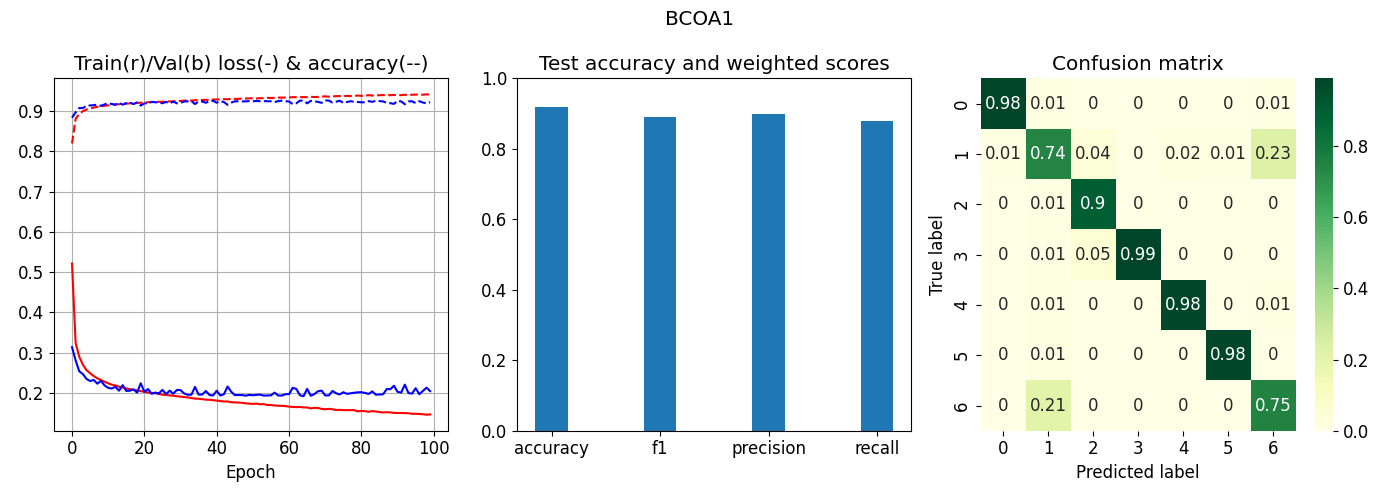 BCOA1
Train(r)/Val(b) loss(-) & accuracy(--)
0.9
0.8
0.7
0.6
0.5
0.4
0.3
0.2
0 20 40 60 80 100
Epoch
Test accuracy and weighted scores
1.0
0.8
0.6
0.4
0.2
0.0
accuracy f1 precision recall
Confusion matrix
True label
0 0.98 0.01 0 0 0 0 0.01
1 0.01 0.74 0.04 0 0.02 0.01 0.23
2 0 0.01 0.9 0 0 0 0
3 0 0.01 0.05 0.99 0 0 0
4 0 0.01 0 0 0.98 0 0.01
5 0 0.01 0 0 0 0.98 0
6 0 0.21 0 0 0 0 0.75
0 1 2 3 4 5 6
Predicted label
0.8
0.6
0.4
0.2
0.0